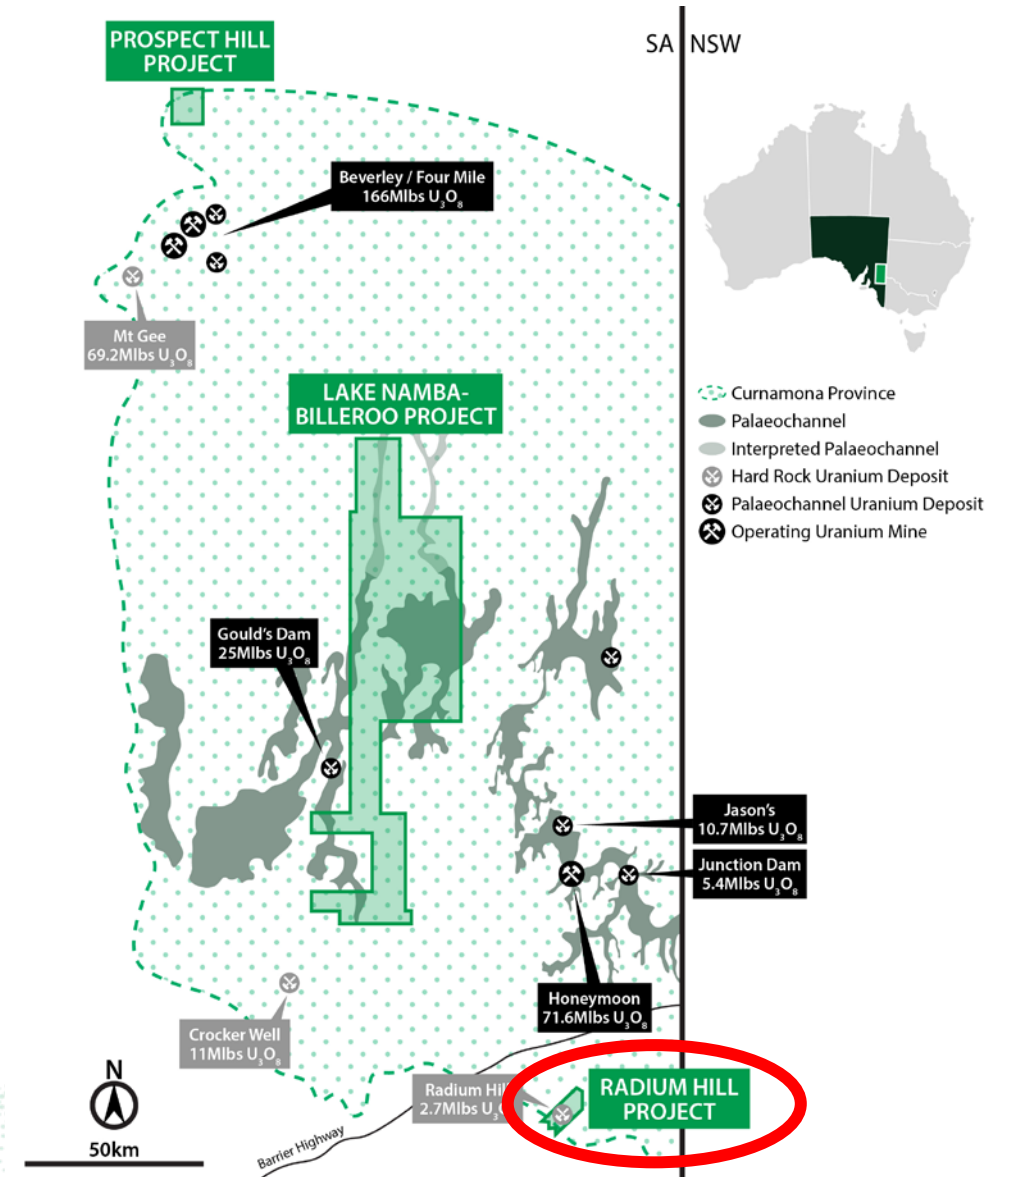 PROSPECT HILL
PROJECT
SA
NSW
Beverley / Four Mile
166Mlbs U₃O₈
Mt Gee
69.2Mlbs U₃O₈
LAKE NAMBA-
BILLEROO PROJECT
Curnamona Province
Palaeochannel
Interpreted Palaeochannel
Hard Rock Uranium Deposit
Palaeochannel Uranium Deposit
Operating Uranium Mine
Gould's Dam
25Mlbs U₃O₈
Jason's
10.7Mlbs U₃O₈
Junction Dam
5.4Mlbs U₃O₈
Honeymoon
71.6Mlbs U₃O₈
Crocker Well
11Mlbs U₃O₈
Radium Hill
2.7Mlbs U₃O₈
RADIUM HILL
PROJECT
N
50km
Barrier Highway